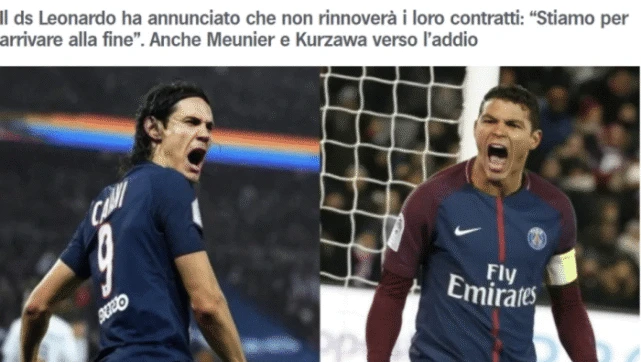 Il ds Leonardo ha annunciato che non rinnoverà i loro contratti: “Stiamo per
arrivare alla fine”. Anche Meunier e Kurzawa verso l’addio
9
Fly
Emirates